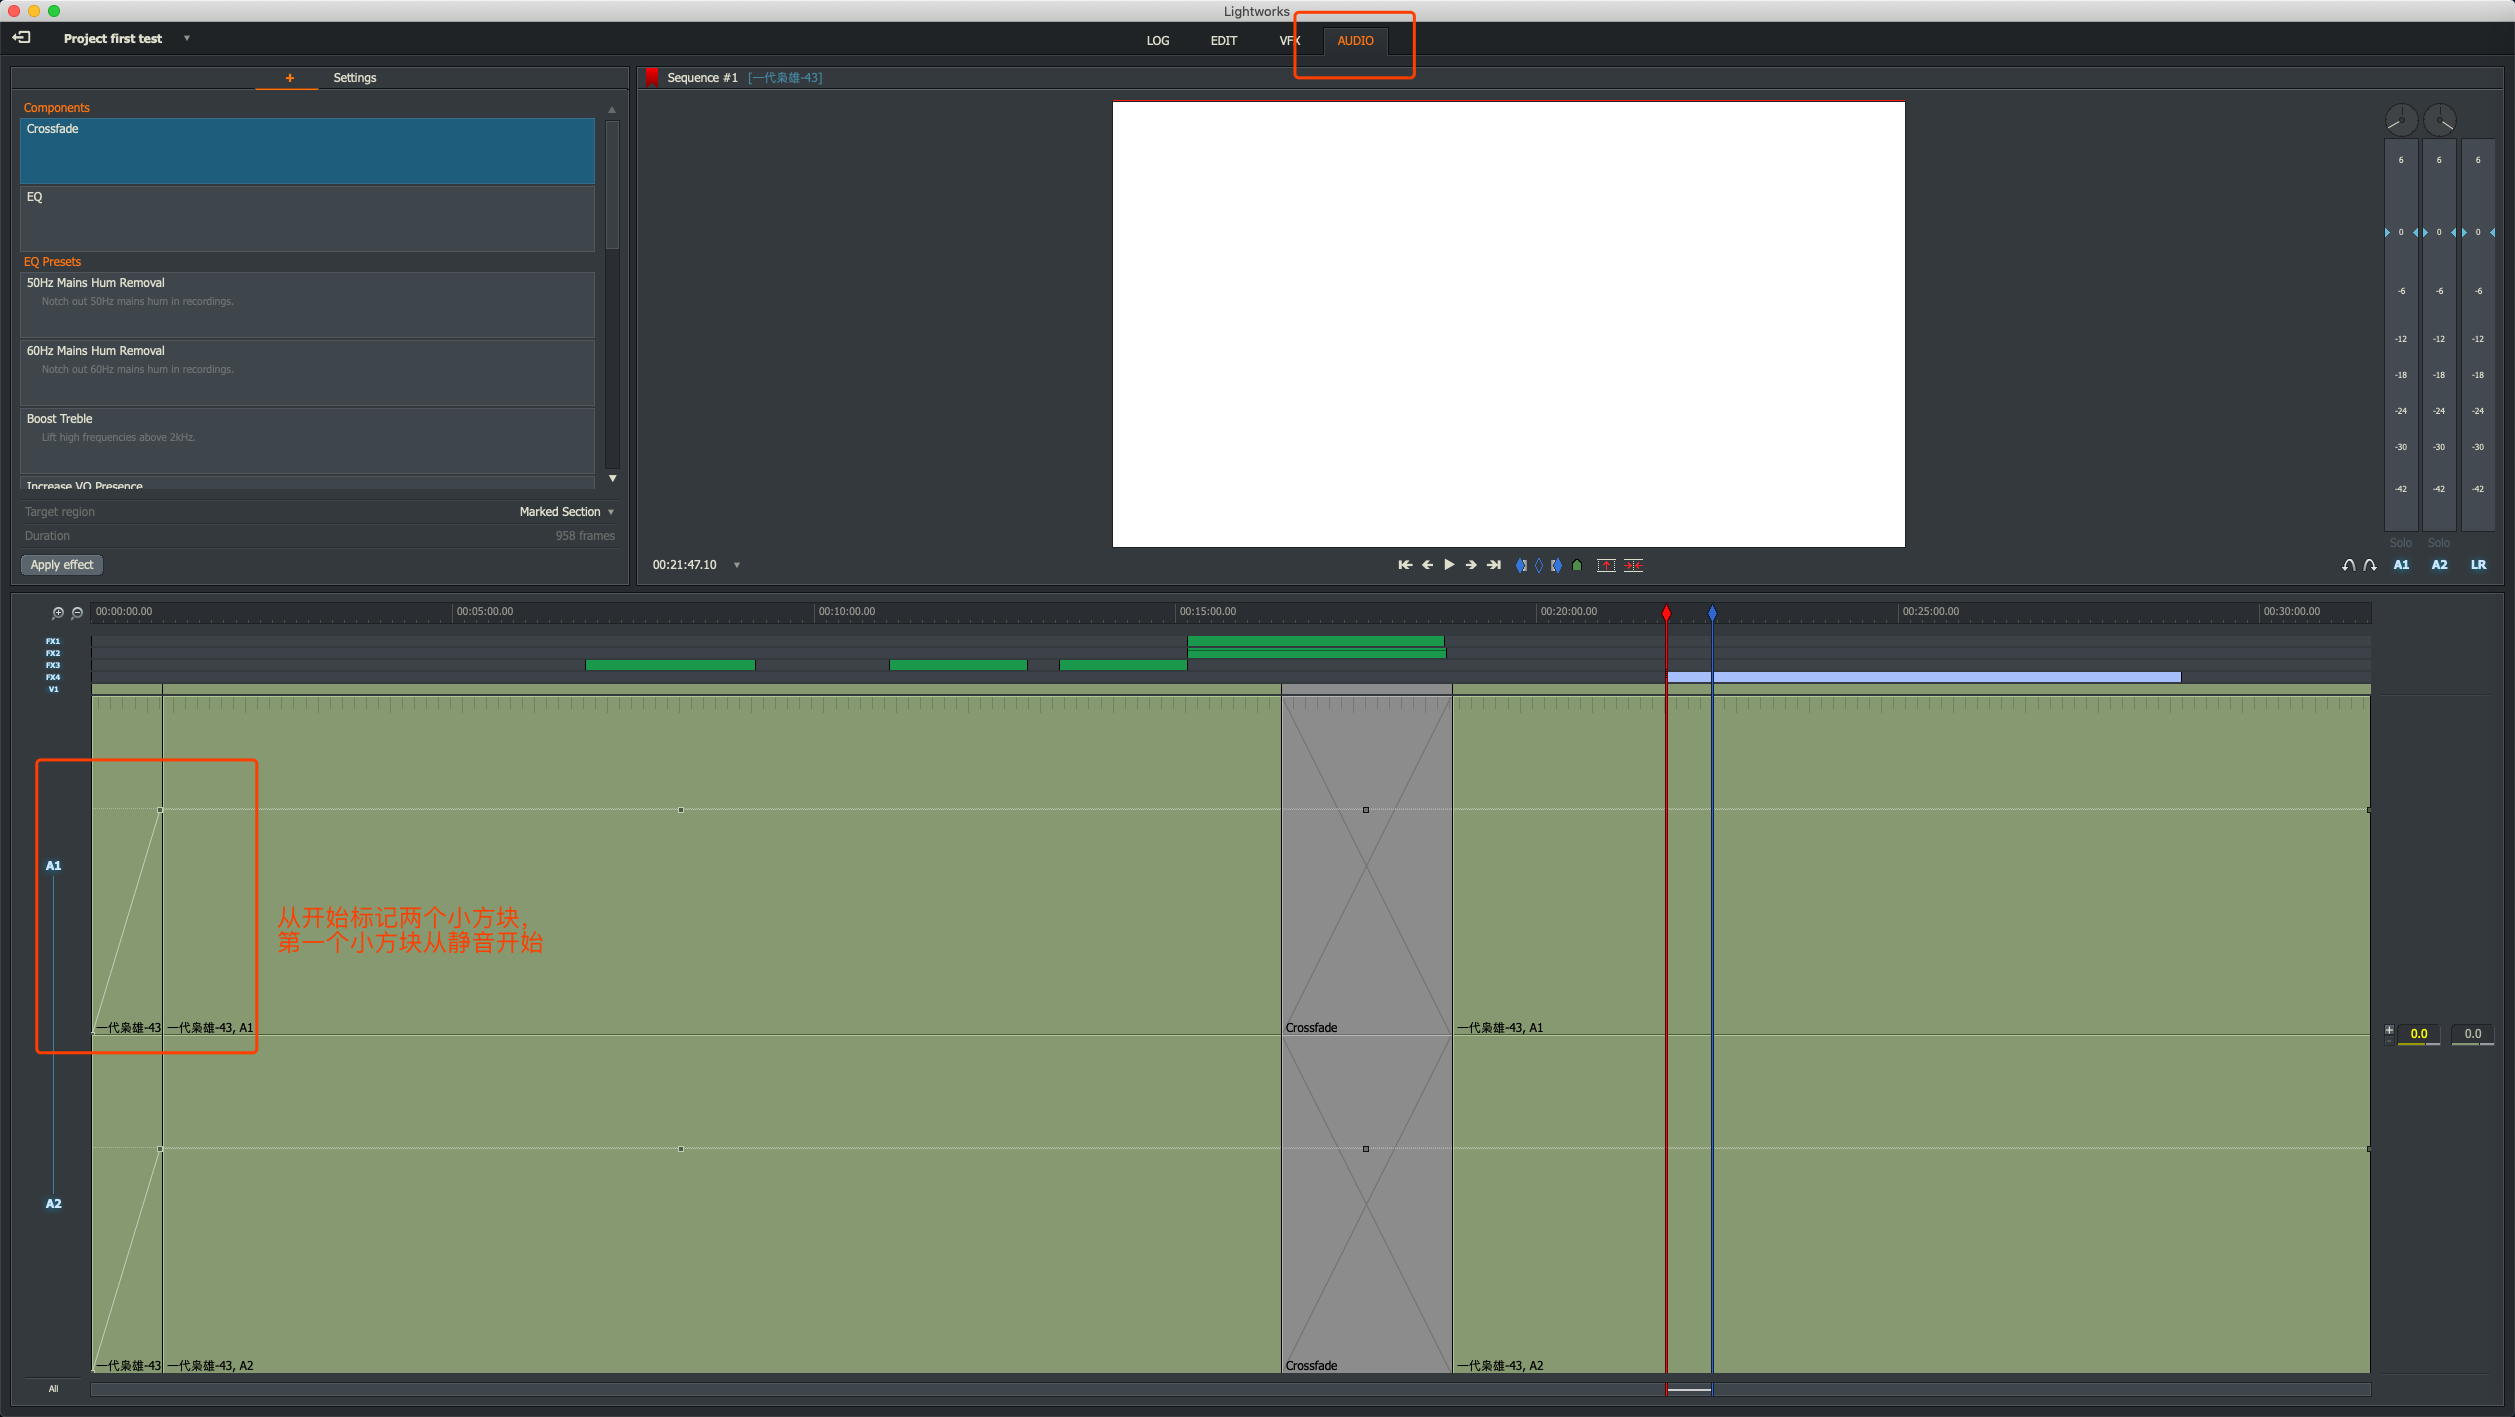 Lightworks
Project first test
LOG
EDIT
VFX
AUDIO
+
Settings
Sequence #1 [一代枭雄-43]
Components
Crossfade
EQ
EQ Presets
50Hz Mains Hum Removal
Notch out 50Hz mains hum in recordings.
60Hz Mains Hum Removal
Notch out 60Hz mains hum in recordings.
Boost Treble
Lift high frequencies above 2kHz.
Increase VO Presence
Target region
Marked Section
Duration
958 frames
Apply effect
00:21:47.10
6 6 6
0 0 0
-6 -6 -6
-12 -12 -12
-18 -18 -18
-24 -24 -24
-30 -30 -30
-42 -42 -42
Solo Solo
A1 A2 LR
00:00:00.00
00:05:00.00
00:10:00.00
00:15:00.00
00:20:00.00
00:25:00.00
00:30:00.00
FX1
FX2
FX3
FX4
V1
A1
从开始标记两个小方块，
第一个小方块从静音开始
一代枭雄-43
一代枭雄-43, A1
Crossfade
一代枭雄-43, A1
0.0
0.0
A2
一代枭雄-43
一代枭雄-43, A2
Crossfade
一代枭雄-43, A2
All